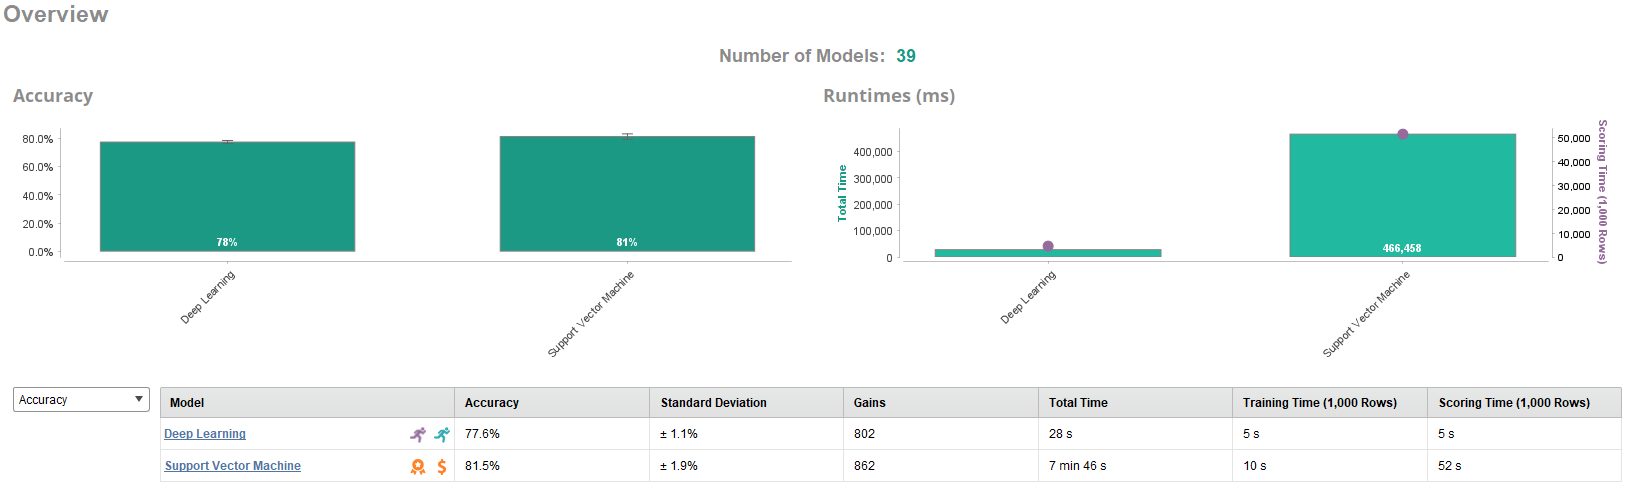 Overview
Number of Models: 39
Accuracy
80.0%
60.0%
40.0%
20.0%
0.0%
78%
81%
Deep Learning
Support Vector Machine
Runtimes (ms)
Total Time
400,000
300,000
200,000
100,000
0
466,458
50,000
40,000
30,000
20,000
10,000
0
Scoring Time (1,000 Rows)
Deep Learning
Support Vector Machine
Accuracy
Model Accuracy Standard Deviation Gains Total Time Training Time (1,000 Rows) Scoring Time (1,000 Rows)
Deep Learning 77.6% ± 1.1% 802 28 s 5 s 5 s
Support Vector Machine $ 81.5% ± 1.9% 862 7 min 46 s 10 s 52 s